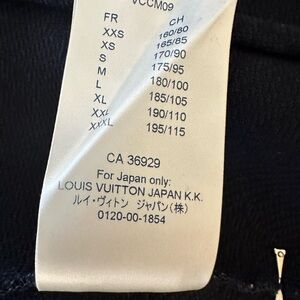 VCCM09
FR CH
XXS 160/80
XS 165/85
S 170/90
M 175/95
L 180/100
XL 185/105
XXL 190/110
XXXL 195/115
CA 36929
For Japan only:
LOUIS VUITTON JAPAN K.K.
ルイ・ヴィトン ジャパン(株)
0120-00-1854